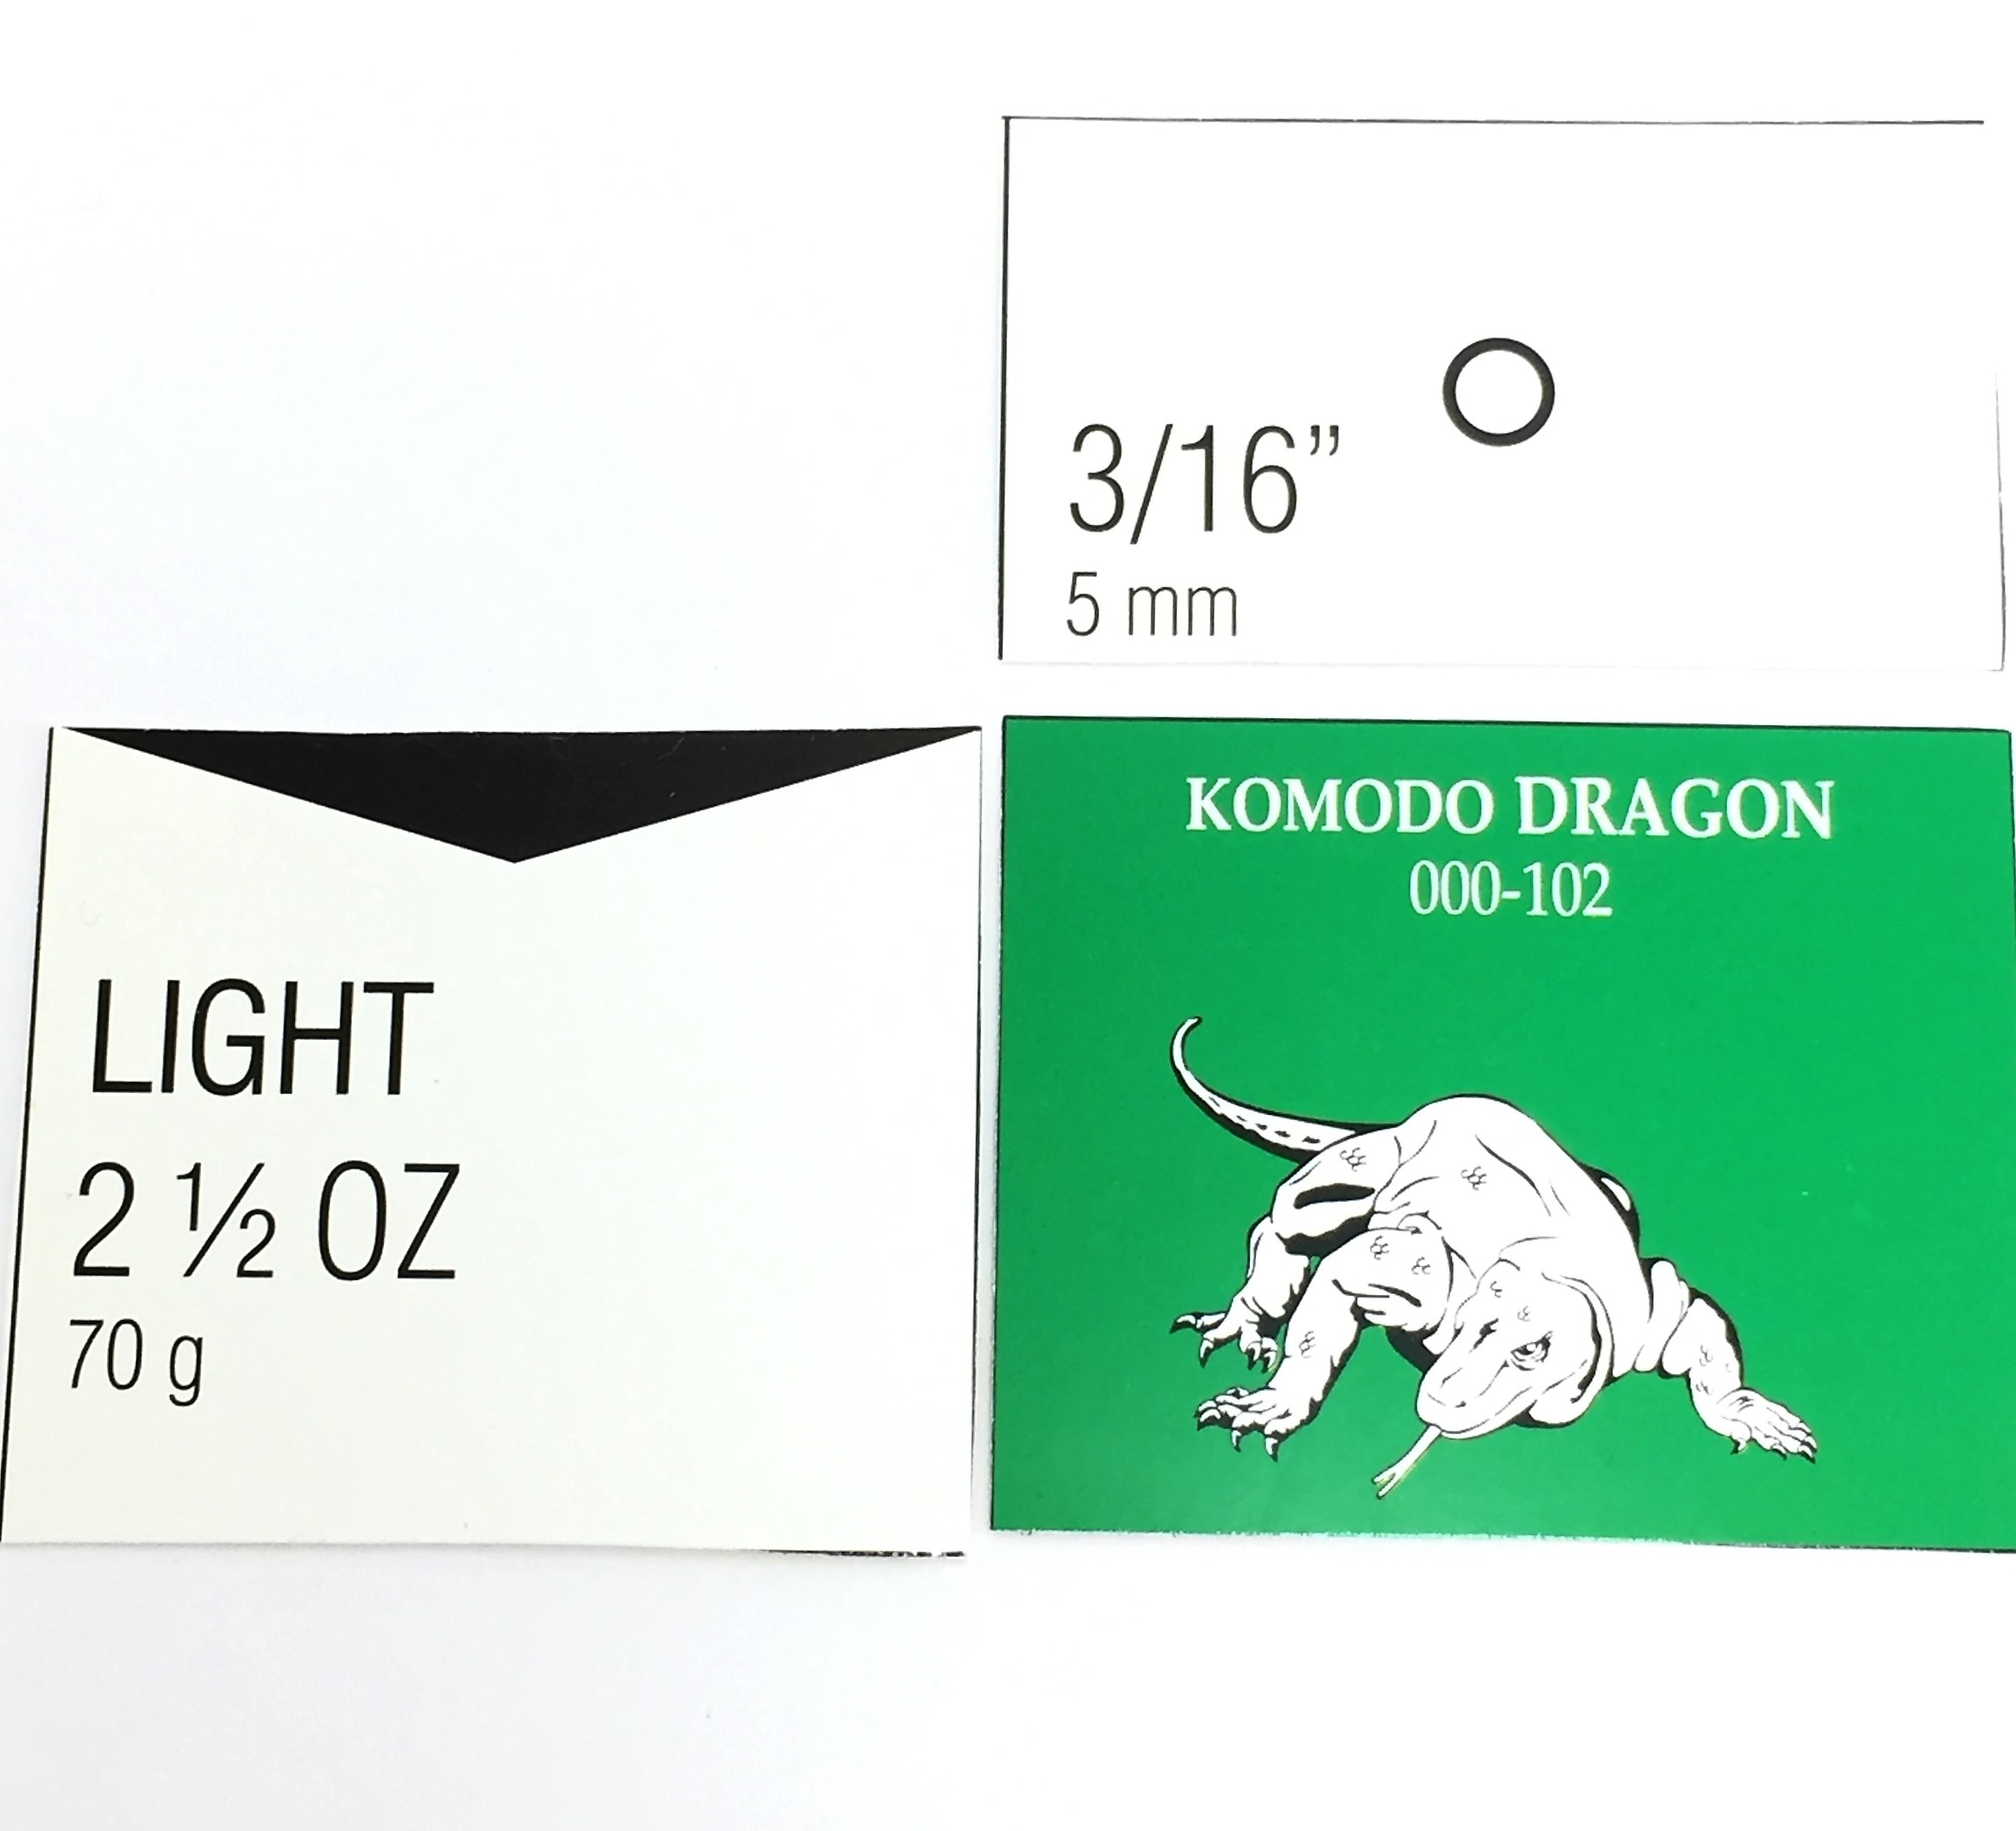 3/16”
5 mm
LIGHT
2 ½ OZ
70 g
KOMODO DRAGON
000-102